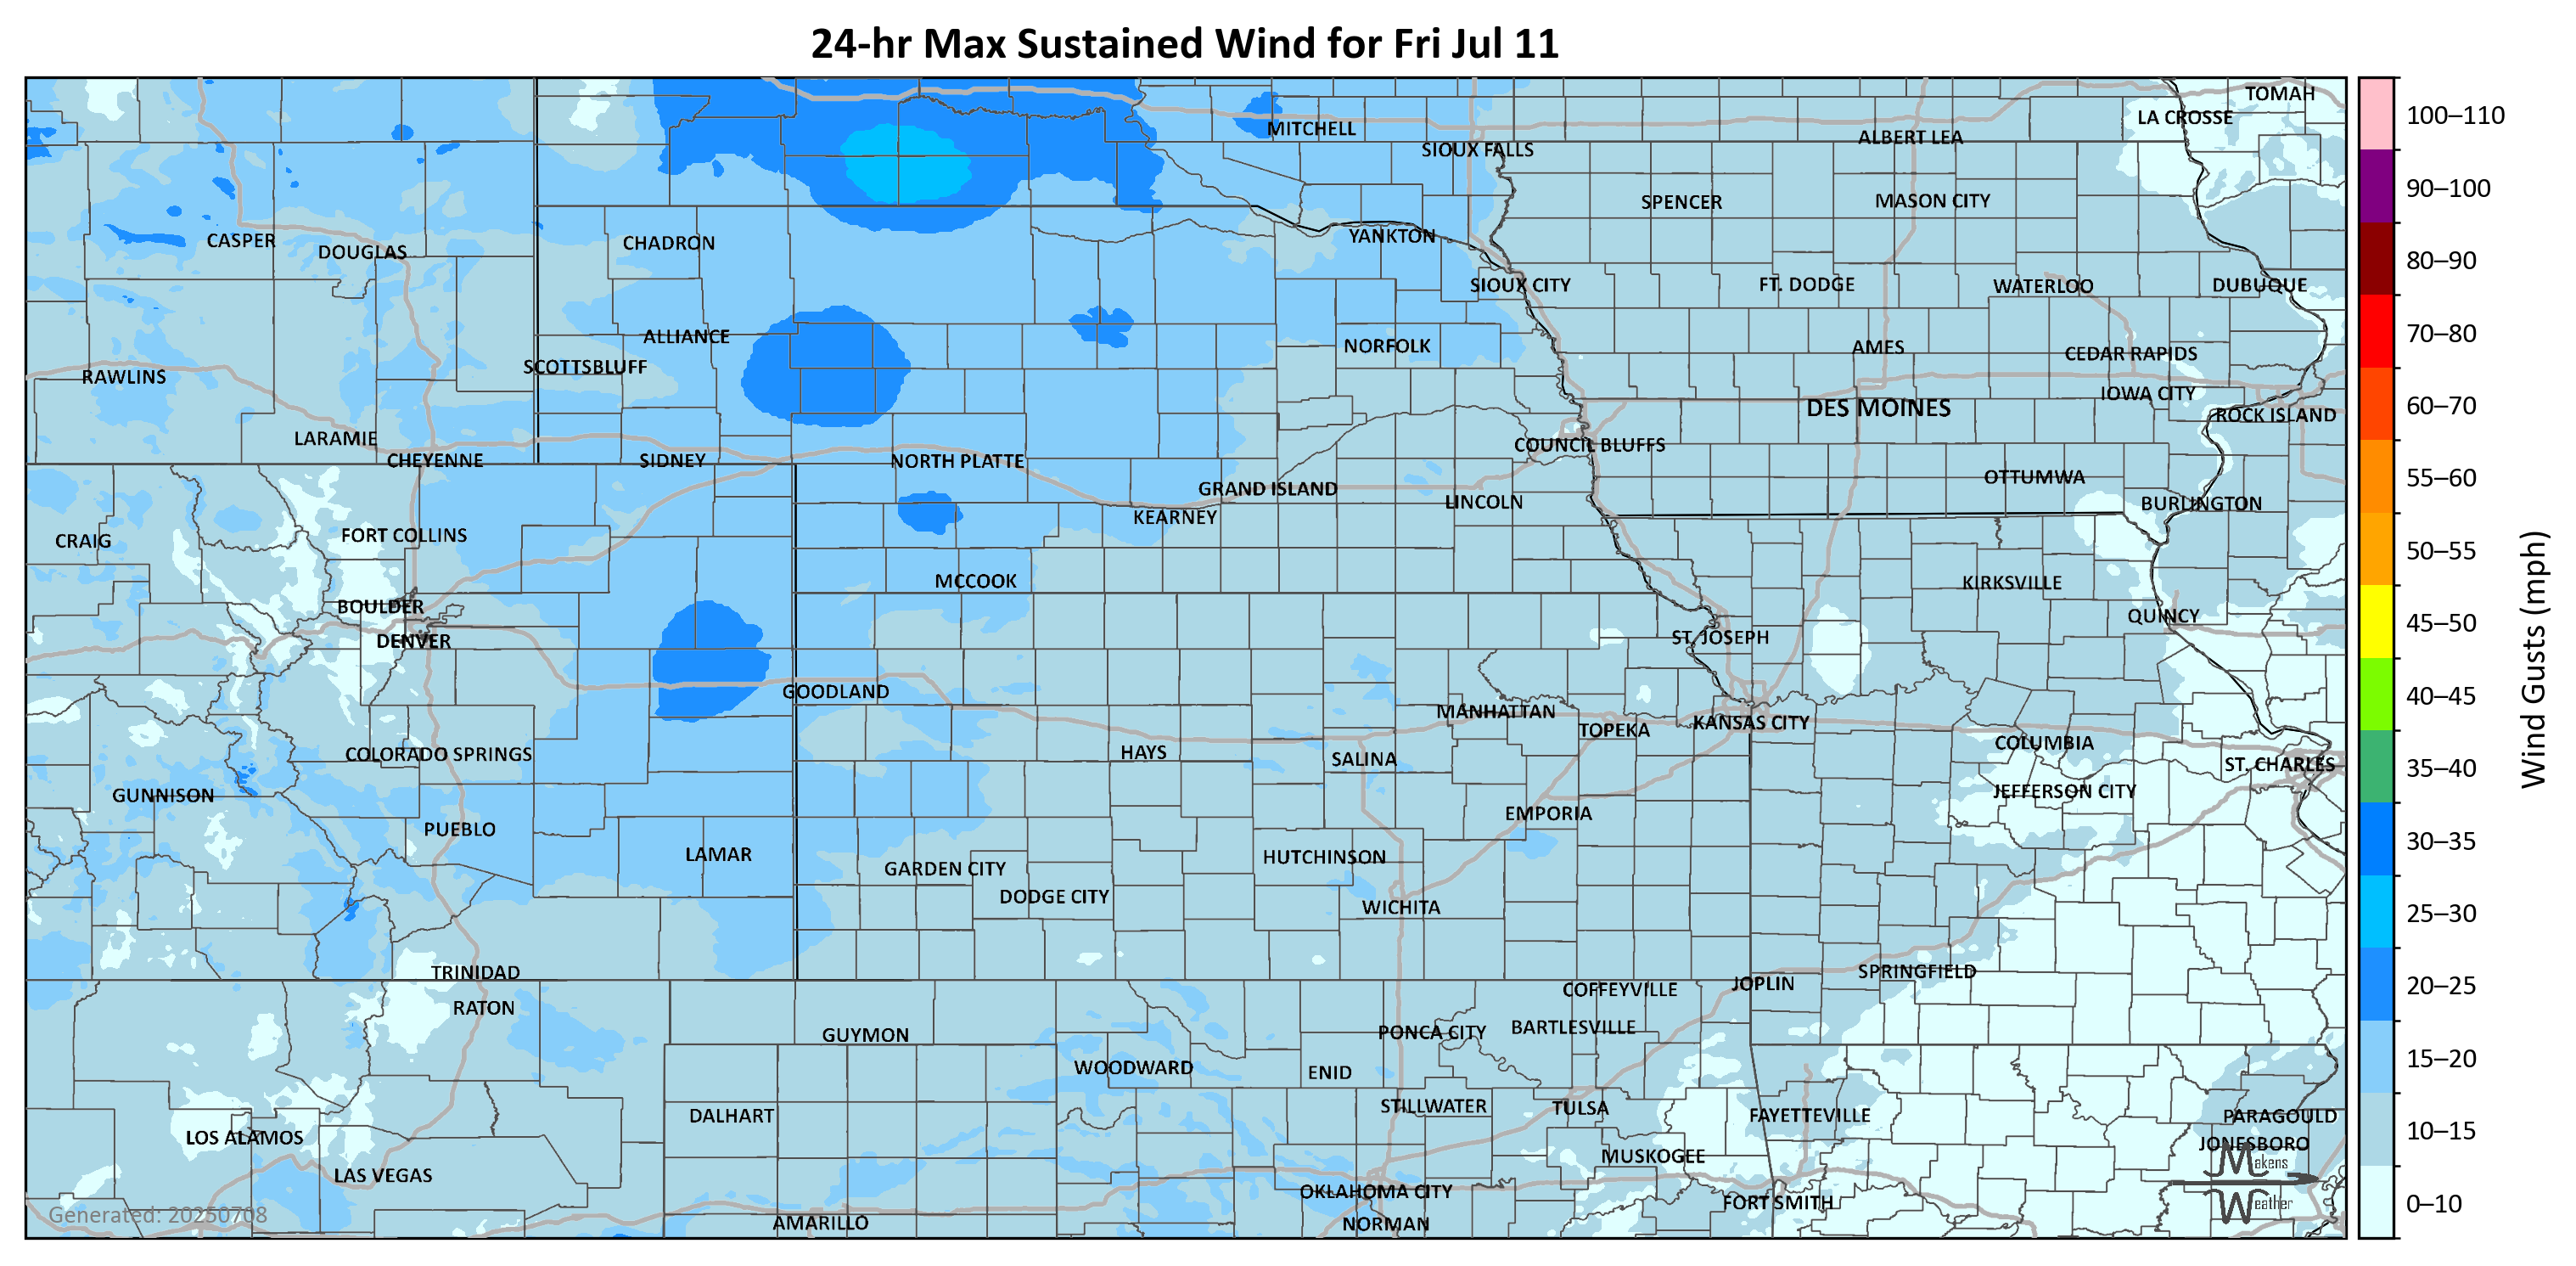 24-hr Max Sustained Wind for Fri Jul 11
TOMAH
LA CROSSE
MITCHELL
ALBERT LEA
SIOUX FALLS
SPENCER
MASON CITY
CASPER
CHADRON
YANKTON
DOUGLAS
SIOUX CITY
FT. DODGE
WATERLOO
DUBUQUE
ALLIANCE
NORFOLK
AMES
CEDAR RAPIDS
SCOTTSBLUFF
RAWLINS
IOWA CITY
DES MOINES
ROCK ISLAND
LARAMIE
COUNCIL BLUFFS
CHEYENNE
SIDNEY
NORTH PLATTE
OTTUMWA
GRAND ISLAND
LINCOLN
BURLINGTON
KEARNEY
FORT COLLINS
CRAIG
MCCOOK
KIRKSVILLE
BOULDER
QUINCY
DENVER
ST. JOSEPH
GOODLAND
MANHATTAN
KANSAS CITY
TOPEKA
COLUMBIA
HAYS
COLORADO SPRINGS
SALINA
ST. CHARLES
GUNNISON
JEFFERSON CITY
EMPORIA
PUEBLO
LAMAR
HUTCHINSON
GARDEN CITY
DODGE CITY
WICHITA
TRINIDAD
SPRINGFIELD
JOPLIN
COFFEYVILLE
RATON
BARTLESVILLE
PONCA CITY
GUYMON
WOODWARD
ENID
STILLWATER
TULSA
DALHART
FAYETTEVILLE
PARAGOULD
LOS ALAMOS
JONESBORO
MUSKOGEE
LAS VEGAS
OKLAHOMA CITY
FORT SMITH
AMARILLO
NORMAN
Generated: 20250708
Makens
Weather
100–110
90–100
80–90
70–80
60–70
55–60
50–55
45–50
40–45
35–40
30–35
25–30
20–25
15–20
10–15
0–10
Wind Gusts (mph)